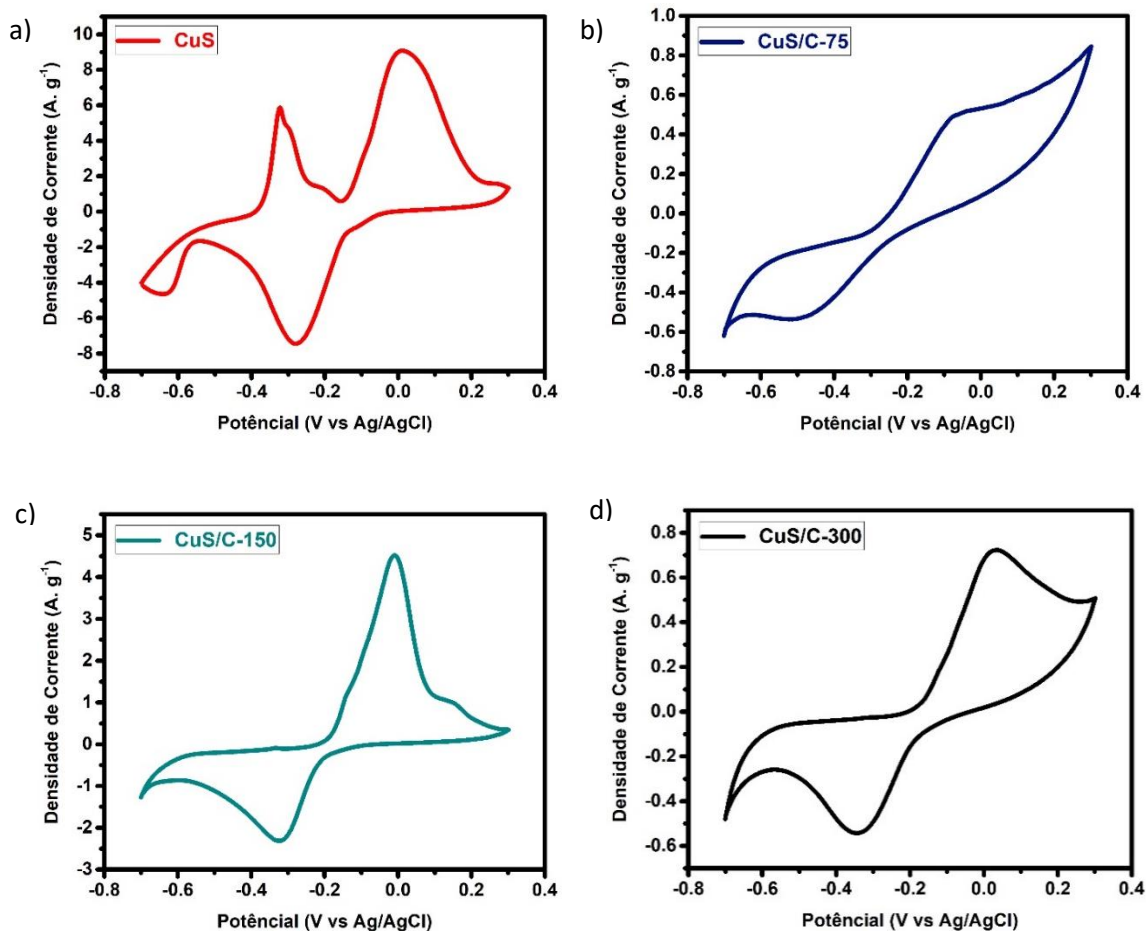 a)
CuS
Densidade de Corrente (A. g-1)
10
8
6
4
2
0
-2
-4
-6
-8
-0.8 -0.6 -0.4 -0.2 0.0 0.2 0.4
Potêncial (V vs Ag/AgCl)
b)
CuS/C-75
Densidade de Corrente (A. g-1)
1.0
0.8
0.6
0.4
0.2
0.0
-0.2
-0.4
-0.6
-0.8
-0.8 -0.6 -0.4 -0.2 0.0 0.2 0.4
Potêncial (V vs Ag/AgCl)
c)
CuS/C-150
Densidade de Corrente (A. g-1)
5
4
3
2
1
0
-1
-2
-3
-0.8 -0.6 -0.4 -0.2 0.0 0.2 0.4
Potêncial (V vs Ag/AgCl)
d)
CuS/C-300
Densidade de Corrente (A. g-1)
0.8
0.6
0.4
0.2
0.0
-0.2
-0.4
-0.6
-0.8 -0.6 -0.4 -0.2 0.0 0.2 0.4
Potêncial (V vs Ag/AgCl)